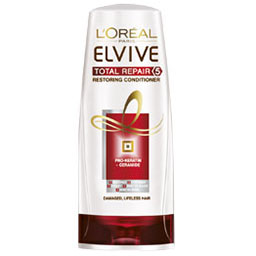 L'ORÉAL
PARIS
ELVIVE
TOTAL REPAIR 5
RESTORING CONDITIONER
PRO-KERATIN
+ CERAMIDE
DAMAGED, LIFELESS HAIR